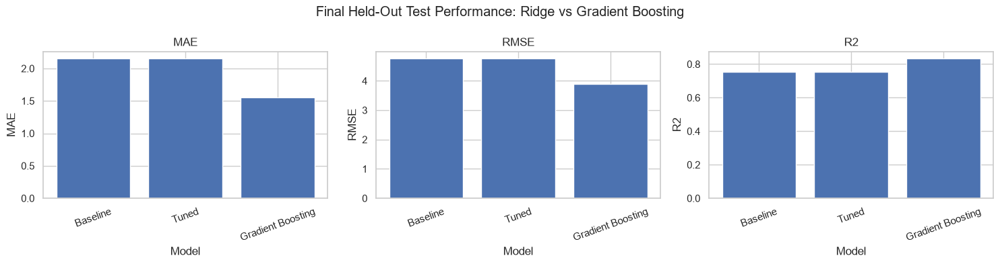 Final Held-Out Test Performance: Ridge vs Gradient Boosting
MAE
MAE
2.0
1.5
1.0
0.5
0.0
Baseline
Tuned
Gradient Boosting
Model
RMSE
RMSE
4
3
2
1
0
Baseline
Tuned
Gradient Boosting
Model
R2
R2
0.8
0.6
0.4
0.2
0.0
Baseline
Tuned
Gradient Boosting
Model